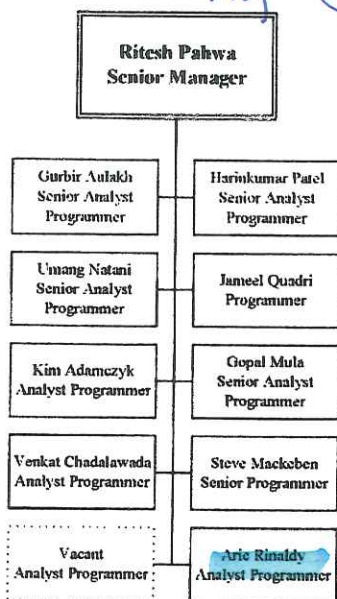 Ritesh Pahwa
Senior Manager
Gurbir Aulakh
Senior Analyst
Programmer
Harinkumar Patel
Senior Analyst
Programmer
Umang Natani
Senior Analyst
Programmer
Jameel Quadri
Programmer
Kim Adamczyk
Analyst Programmer
Gopal Mula
Senior Analyst
Programmer
Venkat Chadalawada
Analyst Programmer
Steve Mackeben
Senior Programmer
Vacant
Analyst Programmer
Aric Rinaldy
Analyst Programmer